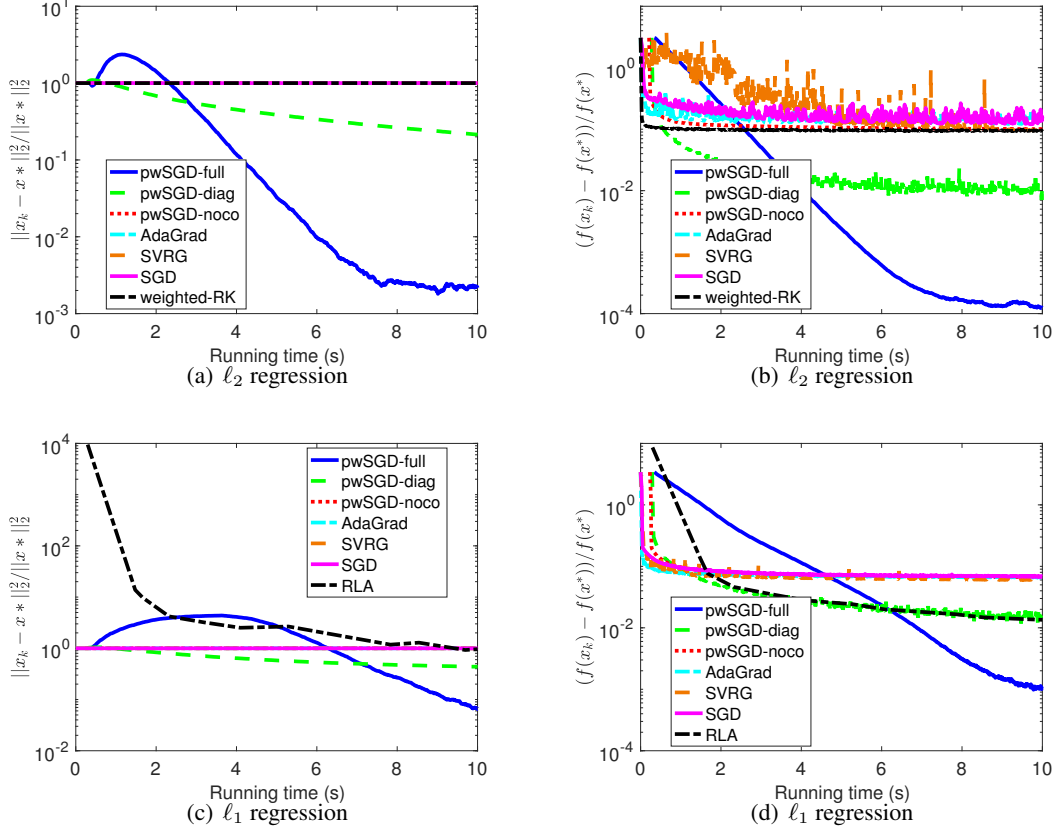 ||x_k − x*||_2^2/||x*||_2^2
10^1
10^0
10^-1
10^-2
10^-3
pwSGD-full
pwSGD-diag
pwSGD-noco
AdaGrad
SVRG
SGD
weighted-RK
0 2 4 6 8 10
Running time (s)
(a) ℓ_2 regression
(f(x_k) − f(x*))/f(x*)
10^0
10^-2
10^-4
pwSGD-full
pwSGD-diag
pwSGD-noco
AdaGrad
SVRG
SGD
weighted-RK
0 2 4 6 8 10
Running time (s)
(b) ℓ_2 regression
||x_k − x*||_2^2/||x*||_2^2
10^4
10^2
10^0
10^-2
pwSGD-full
pwSGD-diag
pwSGD-noco
AdaGrad
SVRG
SGD
RLA
0 2 4 6 8 10
Running time (s)
(c) ℓ_1 regression
(f(x_k) − f(x*))/f(x*)
10^0
10^-2
10^-4
pwSGD-full
pwSGD-diag
pwSGD-noco
AdaGrad
SVRG
SGD
RLA
0 2 4 6 8 10
Running time (s)
(d) ℓ_1 regression